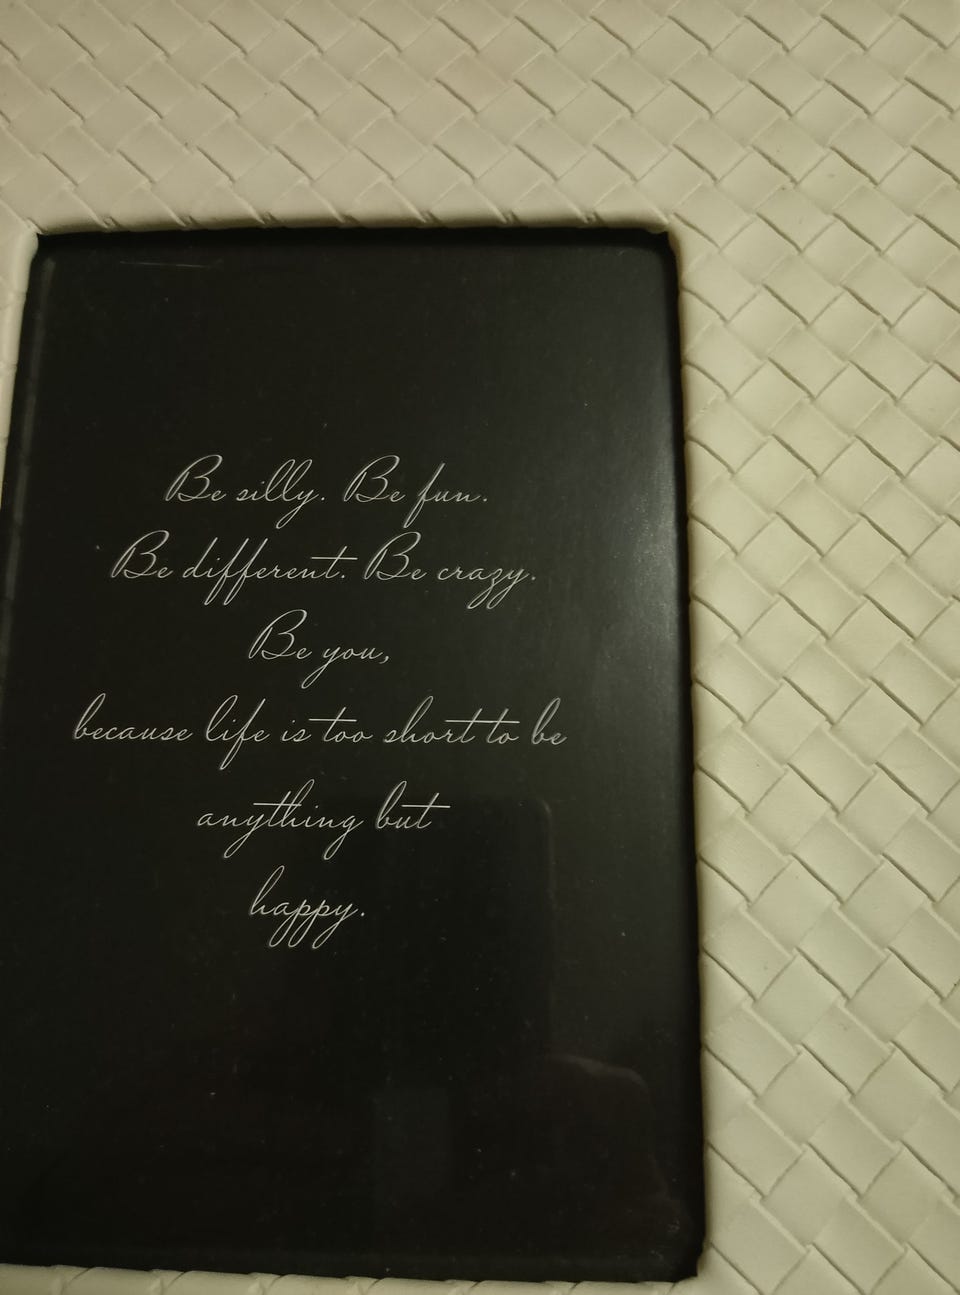 Be silly. Be fun.
Be different. Be crazy.
Be you,
because life is too short to be
anything but
happy.